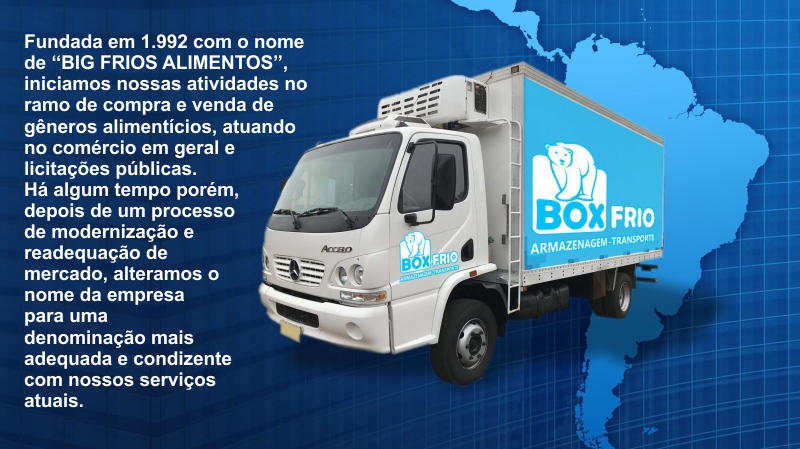 Fundada em 1.992 com o nome
de “BIG FRIOS ALIMENTOS”,
iniciamos nossas atividades no
ramo de compra e venda de
gêneros alimentícios, atuando
no comércio em geral e
licitações públicas.
Há algum tempo porém,
depois de um processo
de modernização e
readequação de
mercado, alteramos o
nome da empresa
para uma
denominação mais
adequada e condizente
com nossos serviços
atuais.
BOX FRIO
ARMAZENAGEM - TRANSPORTE
ACCELO
BOX FRIO
ARMAZENAGEM - TRANSPORTE